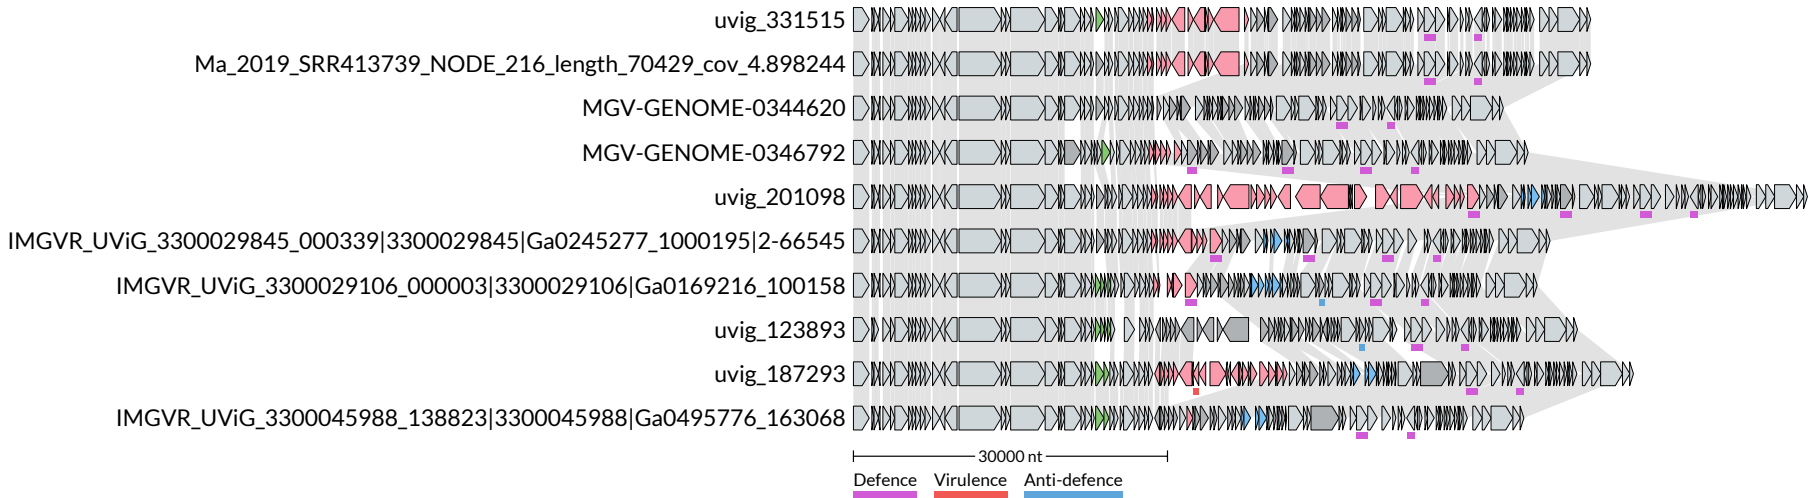 uvig_331515
Ma_2019_SRR413739_NODE_216_length_70429_cov_4.898244
MGV-GENOME-0344620
MGV-GENOME-0346792
uvig_201098
IMGVR_UViG_3300029845_000339|3300029845|Ga0245277_1000195|2-66545
IMGVR_UViG_3300029106_000003|3300029106|Ga0169216_100158
uvig_123893
uvig_187293
IMGVR_UViG_3300045988_138823|3300045988|Ga0495776_163068
30000 nt
Defence Virulence Anti-defence